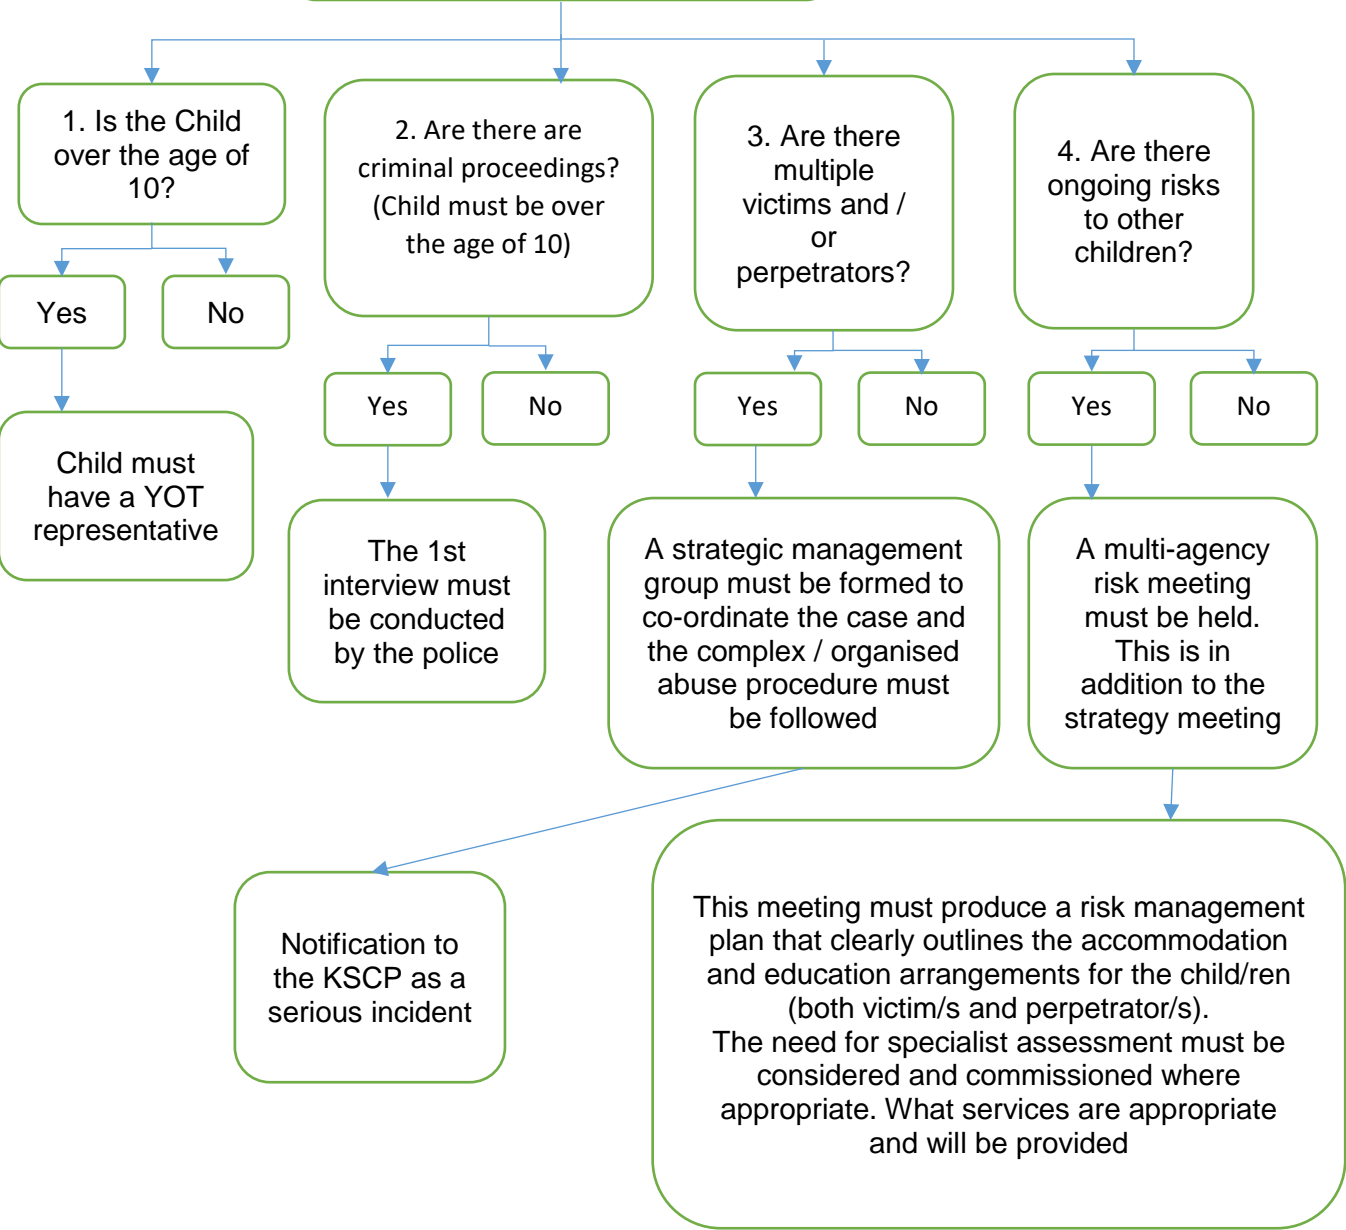 1. Is the Child
over the age of
10?
2. Are there are
criminal proceedings?
(Child must be over
the age of 10)
3. Are there
multiple
victims and /
or
perpetrators?
4. Are there
ongoing risks
to other
children?
Yes
No
Yes
No
Yes
No
Yes
No
Child must
have a YOT
representative
The 1st
interview must
be conducted
by the police
A strategic management
group must be formed to
co-ordinate the case and
the complex / organised
abuse procedure must
be followed
A multi-agency
risk meeting
must be held.
This is in
addition to the
strategy meeting
Notification to
the KSCP as a
serious incident
This meeting must produce a risk management
plan that clearly outlines the accommodation
and education arrangements for the child/ren
(both victim/s and perpetrator/s).
The need for specialist assessment must be
considered and commissioned where
appropriate. What services are appropriate
and will be provided